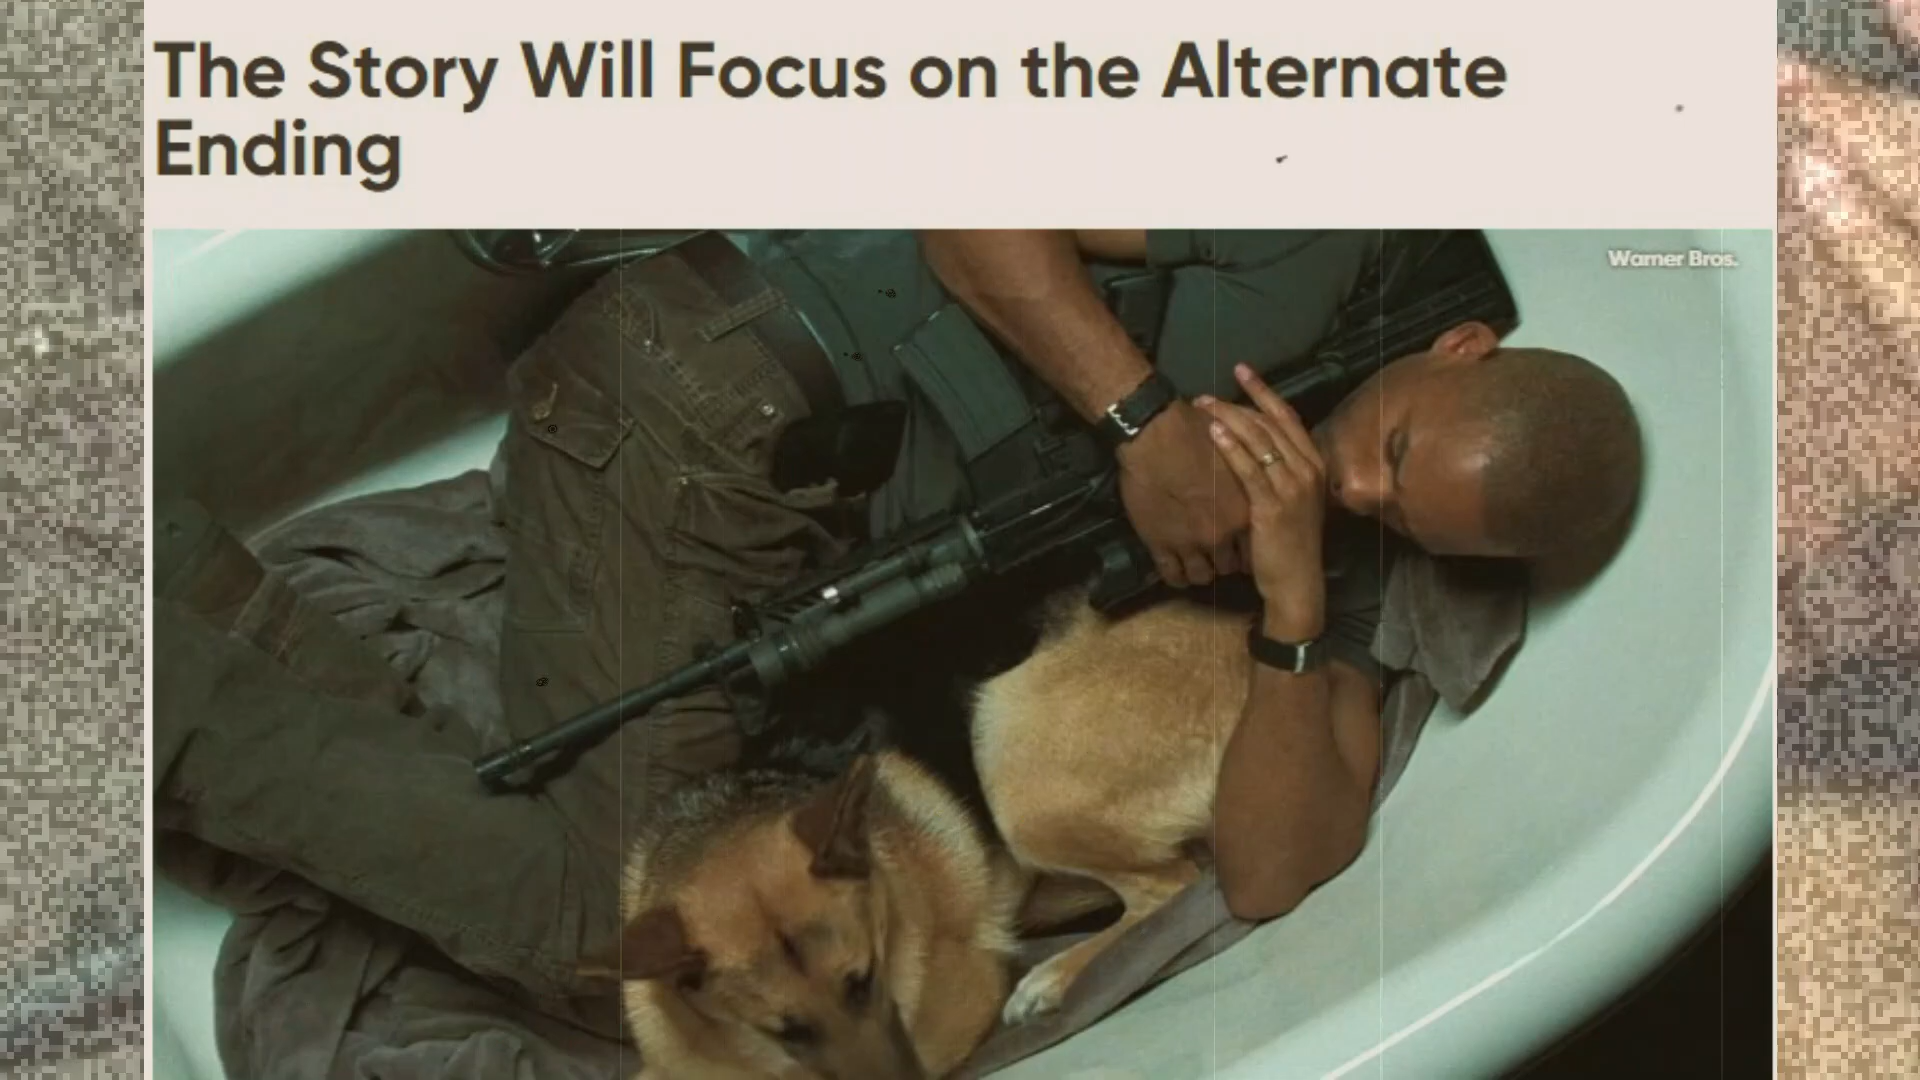 The Story Will Focus on the Alternate
Ending
Warner Bros.